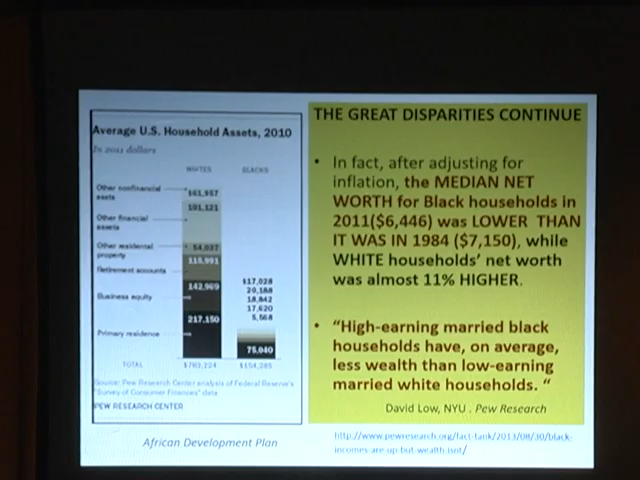 Average U.S. Household Assets, 2010
In 2011 dollars
WHITES BLACKS
Other nonfinancial assets
Other financial assets
Other residential property
Retirement accounts
Business equity
Primary residence
$61,957
191,121
54,037
115,991
142,969
217,150
$17,028
20,188
18,842
17,620
5,568
75,040
TOTAL $783,224 $154,285
Source: Pew Research Center analysis of Federal Reserve's
"Survey of Consumer Finances" data
PEW RESEARCH CENTER
African Development Plan
THE GREAT DISPARITIES CONTINUE
• In fact, after adjusting for
inflation, the MEDIAN NET
WORTH for Black households in
2011($6,446) was LOWER THAN
IT WAS IN 1984 ($7,150), while
WHITE households' net worth
was almost 11% HIGHER.
• "High-earning married black
households have, on average,
less wealth than low-earning
married white households. "
David Low, NYU . Pew Research
http://www.pewresearch.org/fact-tank/2013/08/30/black-
incomes-are-up-but-wealth-isnt/